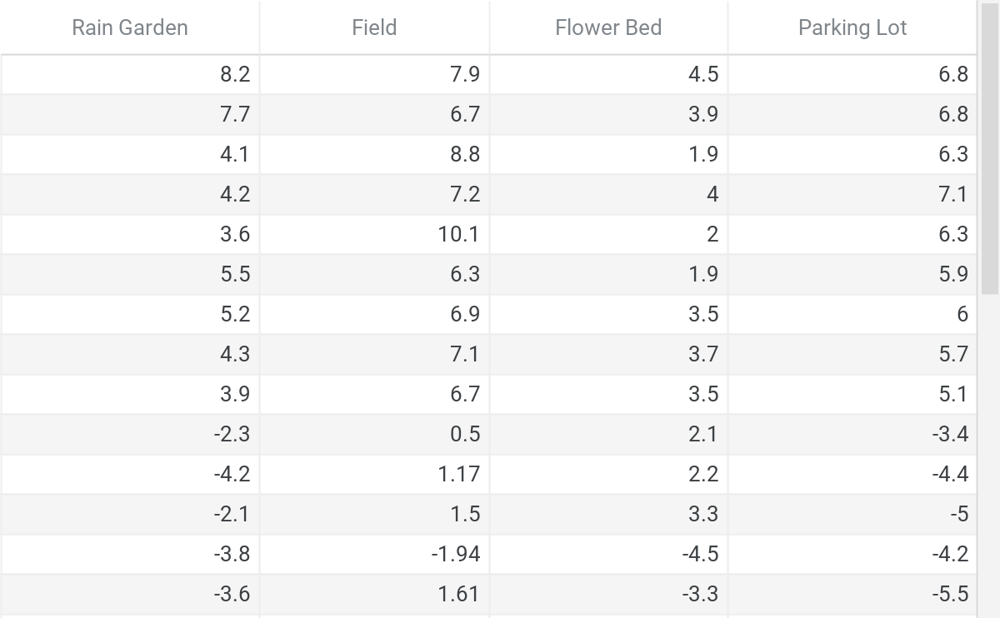 Rain Garden Field Flower Bed Parking Lot
8.2 7.9 4.5 6.8
7.7 6.7 3.9 6.8
4.1 8.8 1.9 6.3
4.2 7.2 4 7.1
3.6 10.1 2 6.3
5.5 6.3 1.9 5.9
5.2 6.9 3.5 6
4.3 7.1 3.7 5.7
3.9 6.7 3.5 5.1
-2.3 0.5 2.1 -3.4
-4.2 1.17 2.2 -4.4
-2.1 1.5 3.3 -5
-3.8 -1.94 -4.5 -4.2
-3.6 1.61 -3.3 -5.5